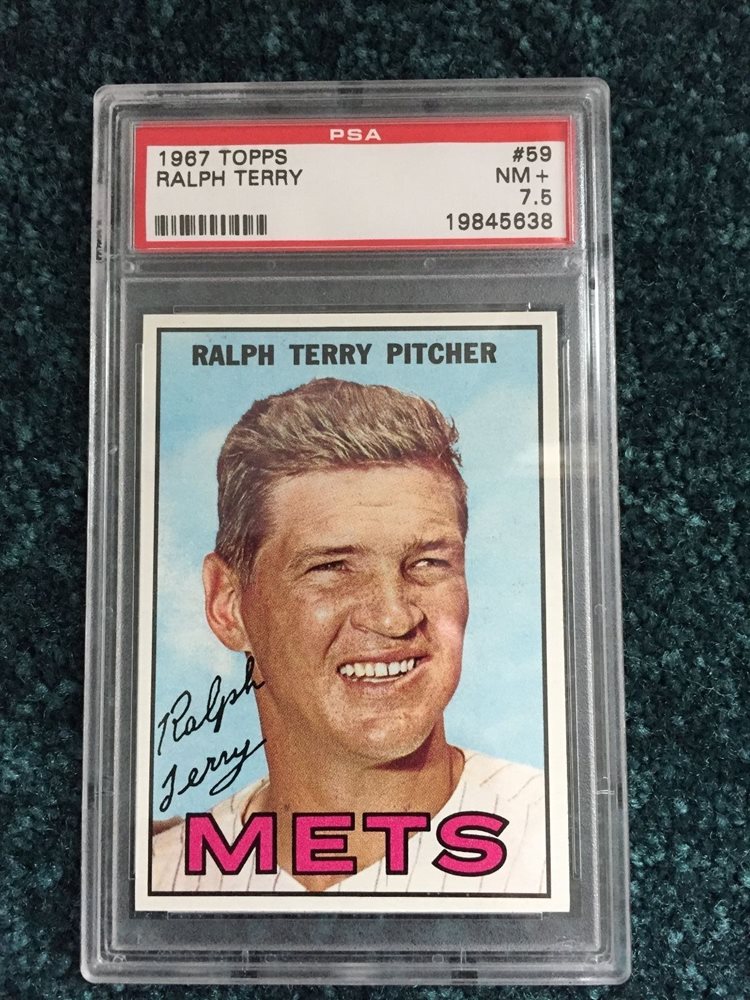 PSA
1967 TOPPS #59
RALPH TERRY NM+
7.5
19845638
RALPH TERRY PITCHER
Ralph
Terry
METS